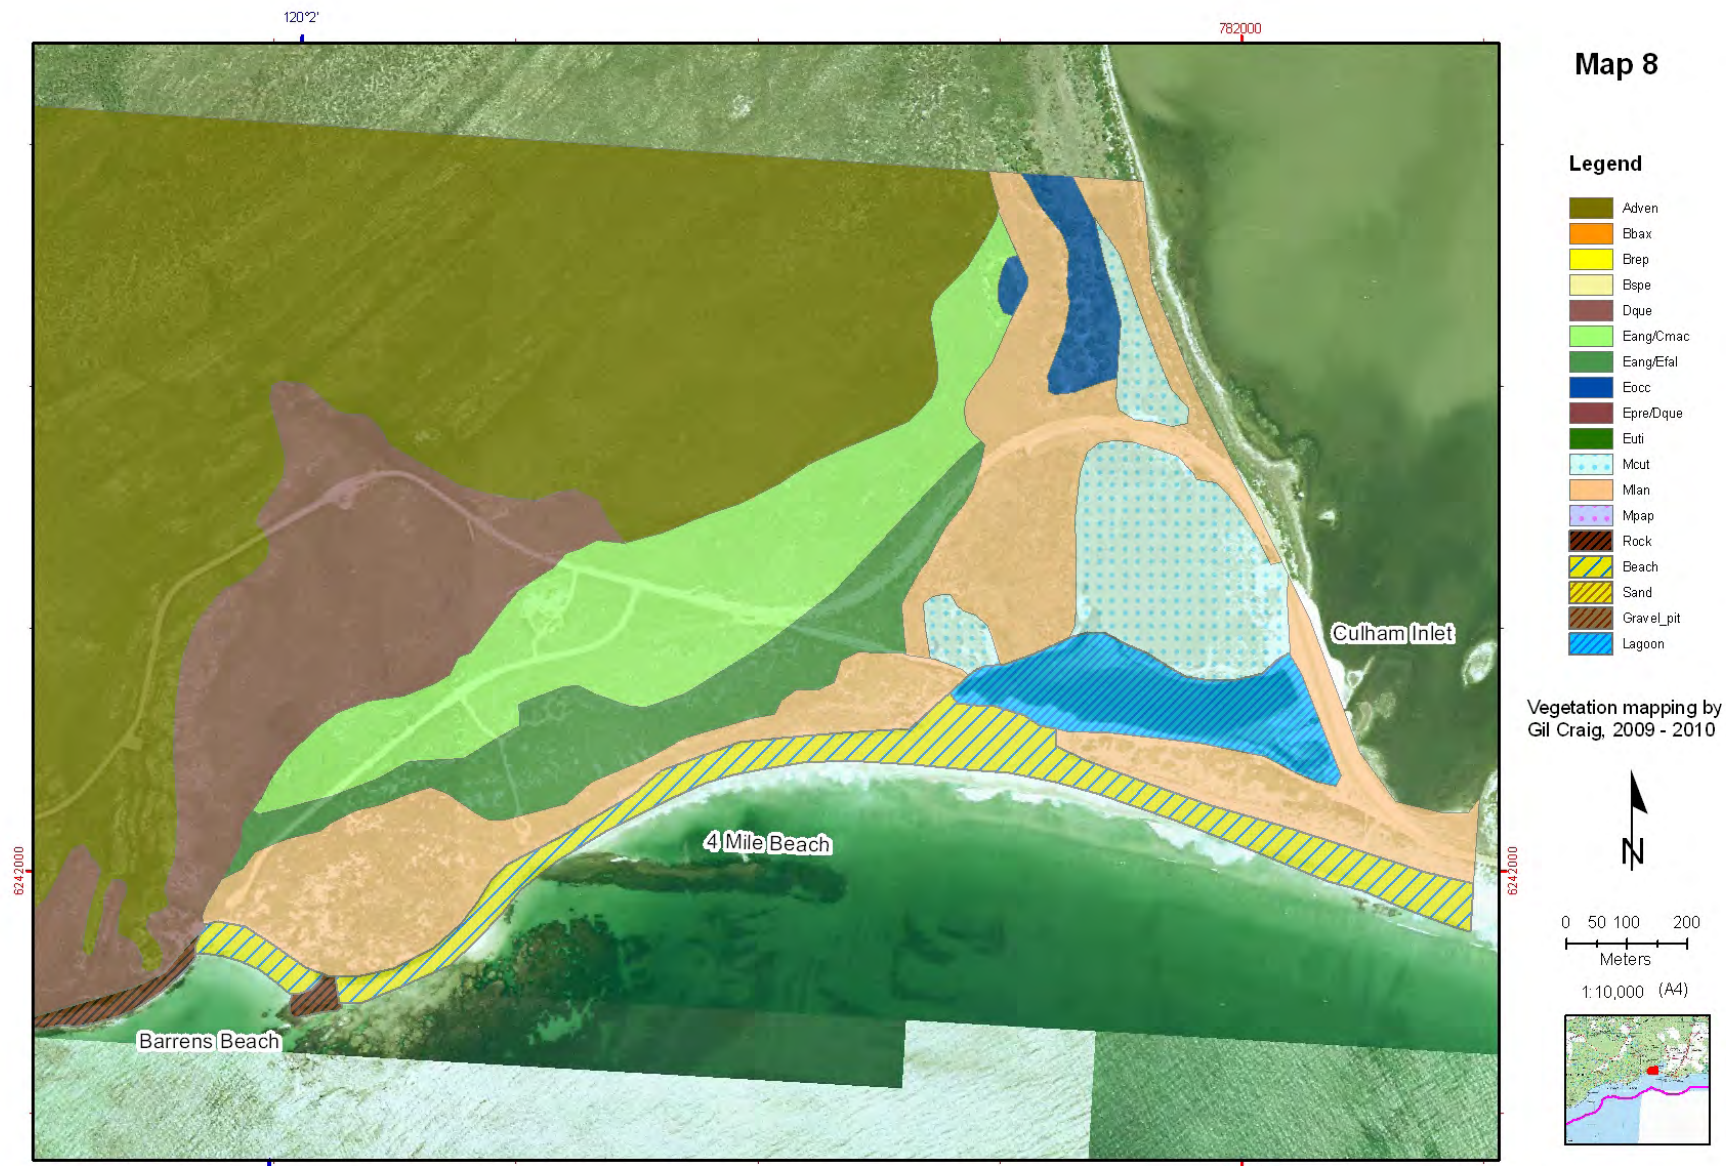 120°2'
782000
Map 8
Legend
Adven
Bbax
Brep
Bspe
Dque
Eang/Cmac
Eang/Efal
Eocc
Epre/Dque
Euti
Mcut
Mlan
Mpap
Rock
Beach
Sand
Gravel_pit
Lagoon
Culham Inlet
Vegetation mapping by
Gil Craig, 2009 - 2010
4 Mile Beach
6242000
6242000
N
0 50 100 200
Meters
1:10,000 (A4)
Barrens Beach